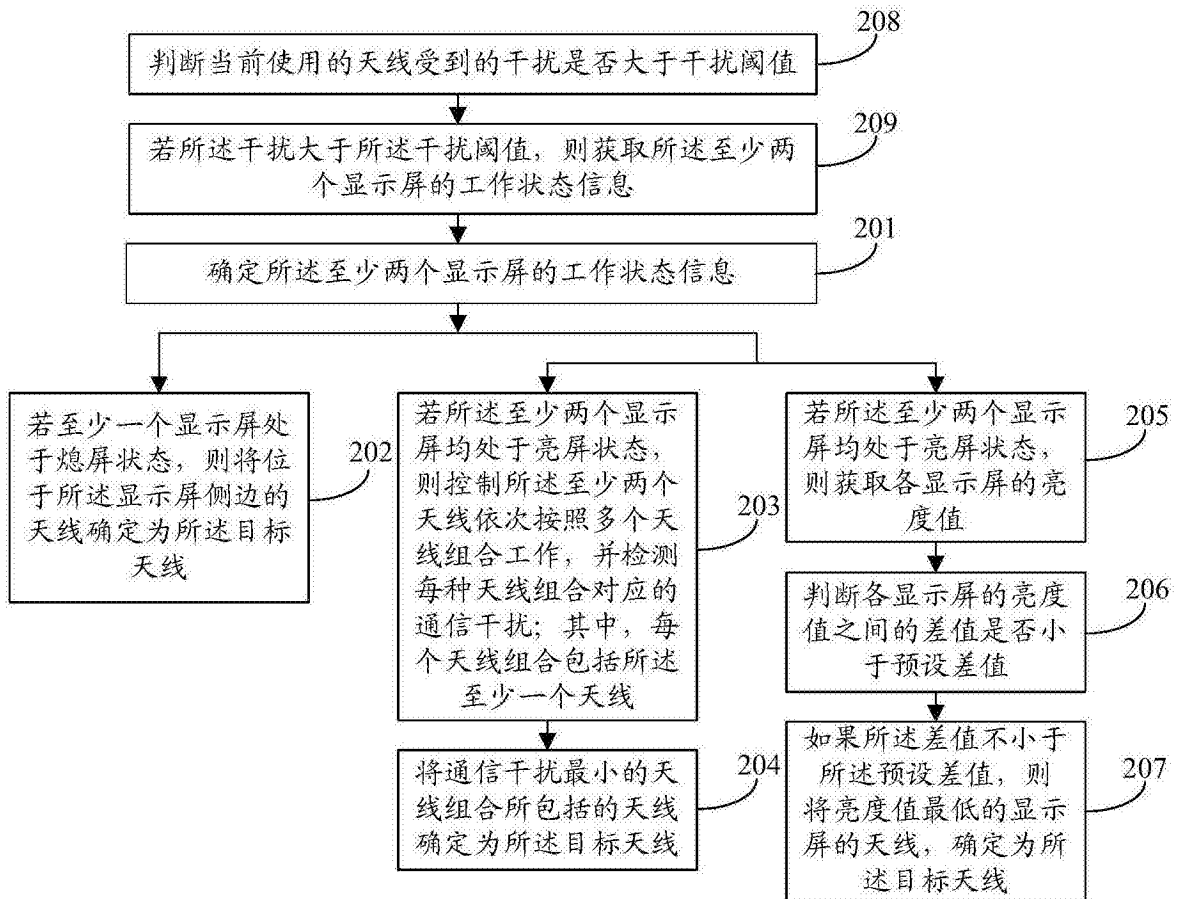 208
判断当前使用的天线受到的干扰是否大于干扰阈值
209
若所述干扰大于所述干扰阈值，则获取所述至少两
个显示屏的工作状态信息
201
确定所述至少两个显示屏的工作状态信息
若至少一个显示屏处
于熄屏状态，则将位
于所述显示屏侧边的
天线确定为所述目标
天线
202
若所述至少两个显示
屏均处于亮屏状态，
则控制所述至少两个
天线依次按照多个天
线组合工作，并检测
每种天线组合对应的
通信干扰；其中，每
个天线组合包括所述
至少一个天线
203
将通信干扰最小的天
线组合所包括的天线
确定为所述目标天线
204
若所述至少两个显示
屏均处于亮屏状态，
则获取各显示屏的亮
度值
205
判断各显示屏的亮度
值之间的差值是否小
于预设差值
206
如果所述差值不小于
所述预设差值，则
将亮度值最低的显示
屏的天线，确定为所
述目标天线
207